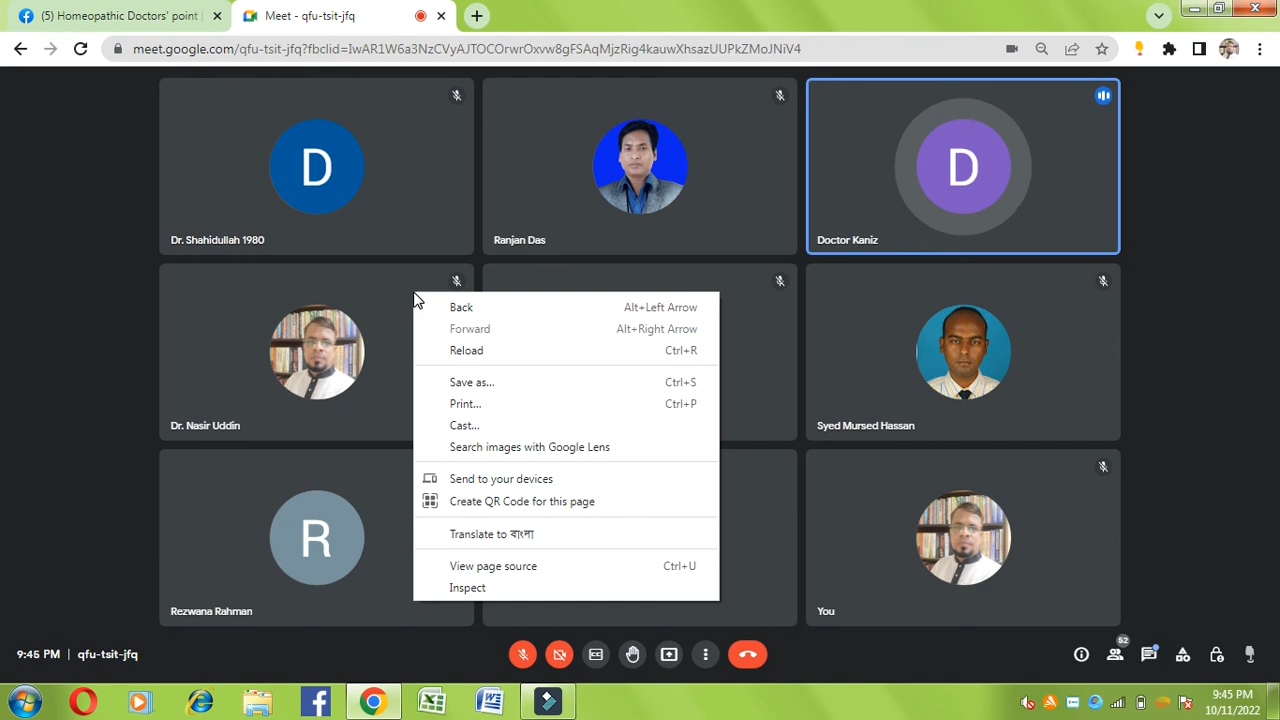 (5) Homeopathic Doctors' point |
Meet - qfu-tsit-jfq
meet.google.com/qfu-tsit-jfq?fbclid=IwAR1W6a3NzCVyAJTOCOrwrOxvw8gFSAqMjzRig4kauwXhsazUUPkZMoJNiV4
D
D
Dr. Shahidullah 1980
Ranjan Das
Doctor Kaniz
Back Alt+Left Arrow
Forward Alt+Right Arrow
Reload Ctrl+R
Save as... Ctrl+S
Print... Ctrl+P
Cast...
Search images with Google Lens
Send to your devices
Create QR Code for this page
Translate to বাংলা
View page source Ctrl+U
Inspect
Dr. Nasir Uddin
Syed Mursed Hassan
R
Rezwana Rahman
You
9:45 PM | qfu-tsit-jfq
52
9:45 PM
10/11/2022